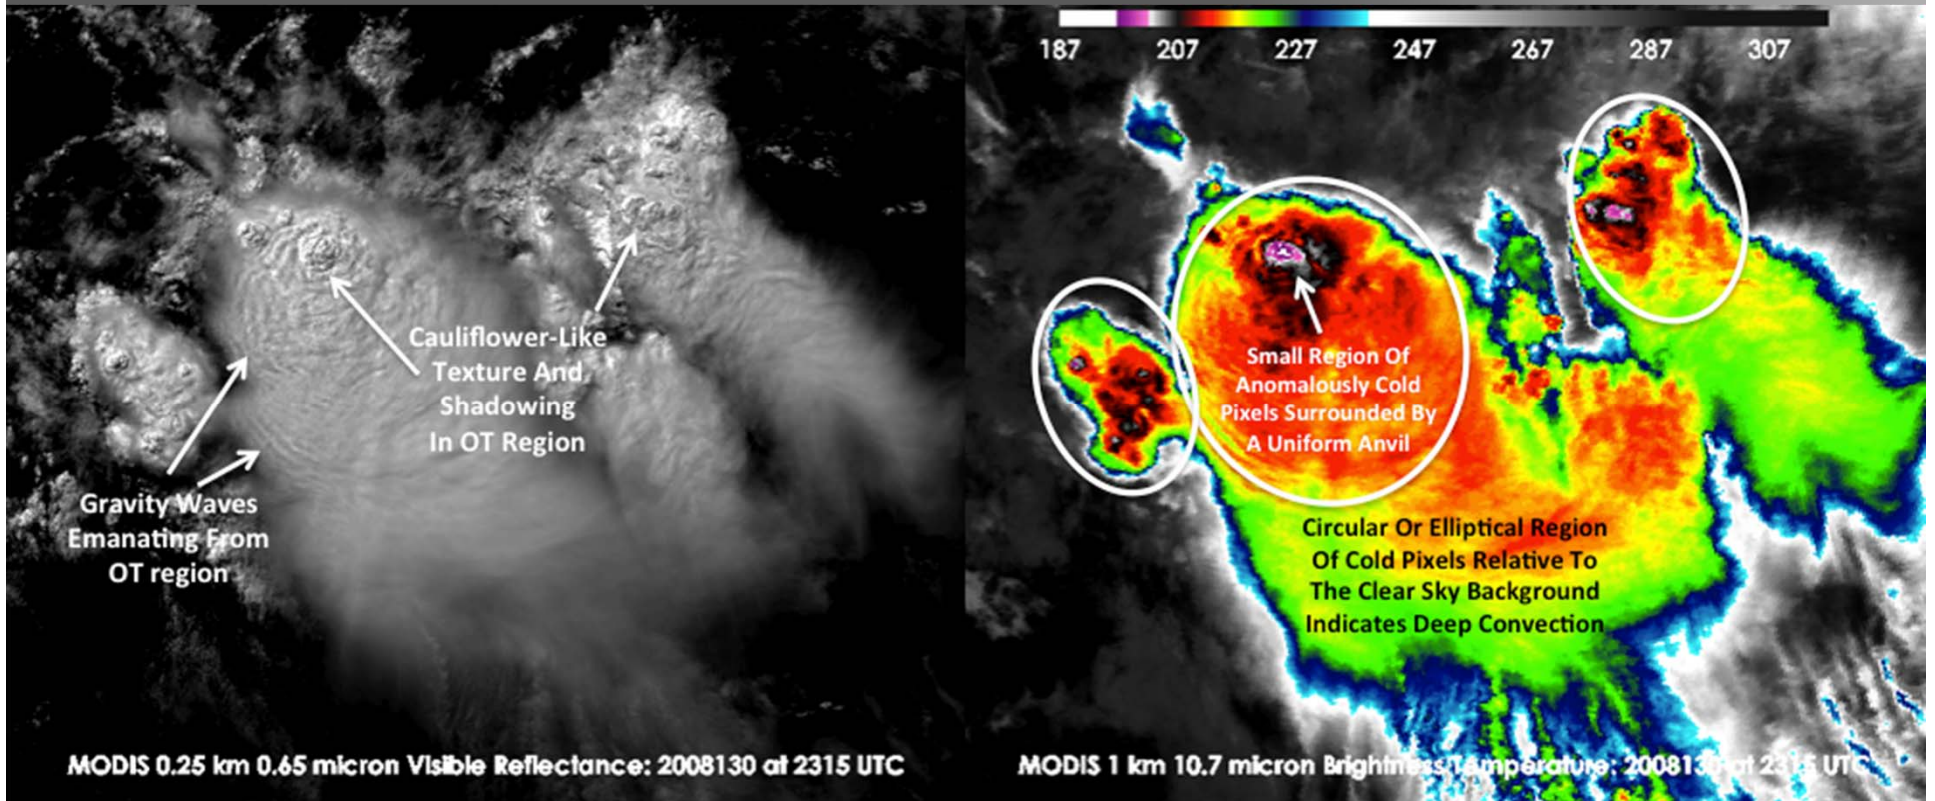 187 207 227 247 267 287 307
Cauliflower-Like
Texture And
Shadowing
In OT Region
Gravity Waves
Emanating From
OT region
Small Region Of
Anomalously Cold
Pixels Surrounded By
A Uniform Anvil
Circular Or Elliptical Region
Of Cold Pixels Relative To
The Clear Sky Background
Indicates Deep Convection
MODIS 0.25 km 0.65 micron Visible Reflectance: 2008130 at 2315 UTC
MODIS 1 km 10.7 micron Brightness Temperature: 2008130 at 2315 UTC